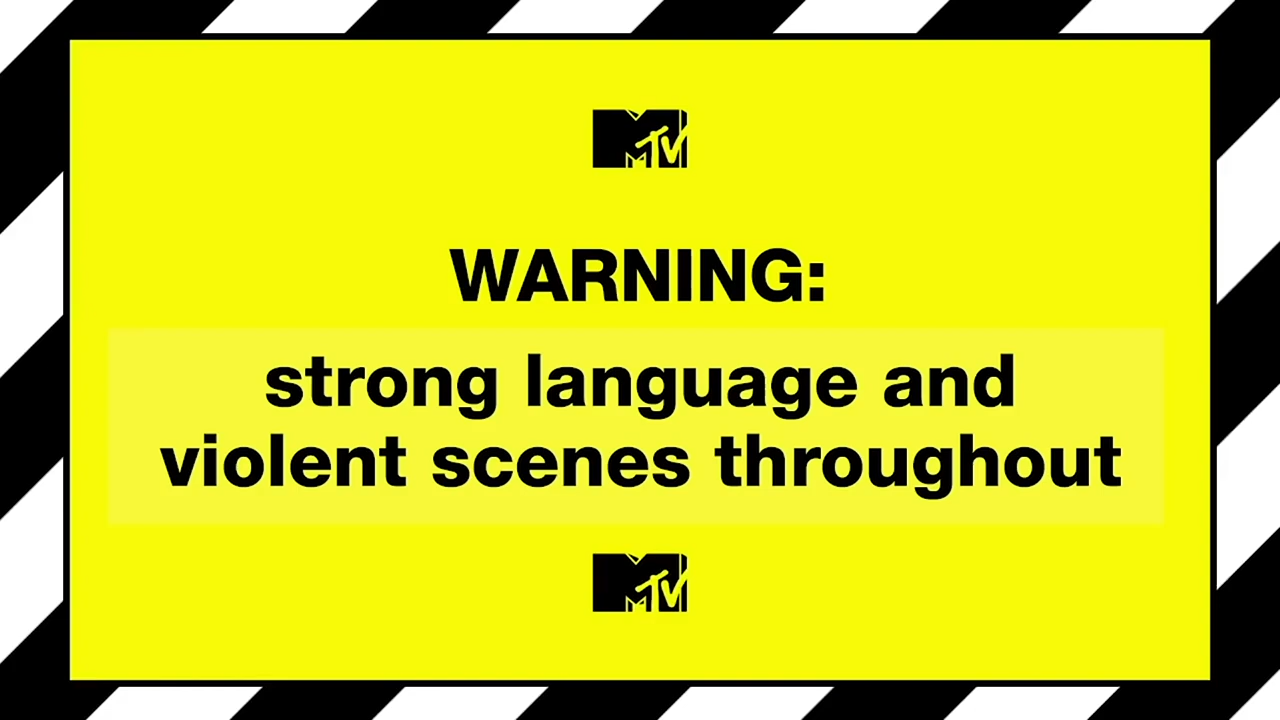 MTV
WARNING:
strong language and
violent scenes throughout
MTV